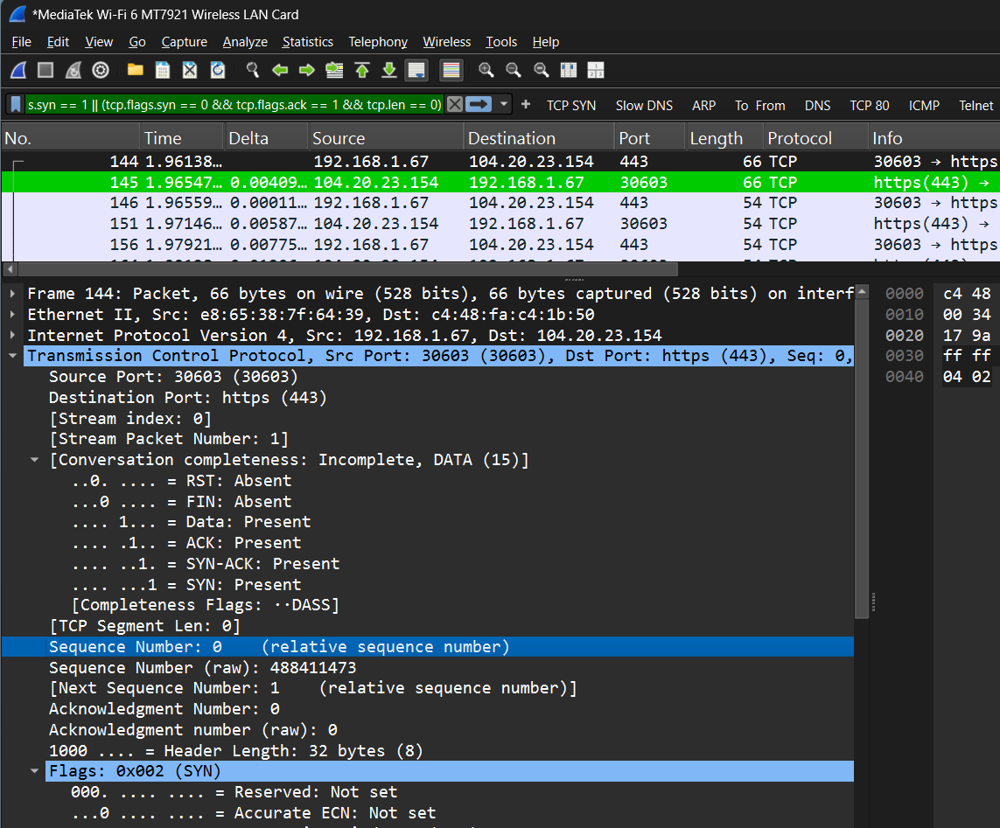 *MediaTek Wi-Fi 6 MT7921 Wireless LAN Card
File Edit View Go Capture Analyze Statistics Telephony Wireless Tools Help
s.syn == 1 || (tcp.flags.syn == 0 && tcp.flags.ack == 1 && tcp.len == 0) + TCP SYN Slow DNS ARP To From DNS TCP 80 ICMP Telnet
No. Time Delta Source Destination Port Length Protocol Info
144 1.96138… 192.168.1.67 104.20.23.154 443 66 TCP 30603 → https
145 1.96547… 0.00409… 104.20.23.154 192.168.1.67 30603 66 TCP https(443) →
146 1.96559… 0.00011… 192.168.1.67 104.20.23.154 443 54 TCP 30603 → https
151 1.97146… 0.00587… 104.20.23.154 192.168.1.67 30603 54 TCP https(443) →
156 1.97921… 0.00775… 192.168.1.67 104.20.23.154 443 54 TCP 30603 → https
Frame 144: Packet, 66 bytes on wire (528 bits), 66 bytes captured (528 bits) on interf
Ethernet II, Src: e8:65:38:7f:64:39, Dst: c4:48:fa:c4:1b:50
Internet Protocol Version 4, Src: 192.168.1.67, Dst: 104.20.23.154
Transmission Control Protocol, Src Port: 30603 (30603), Dst Port: https (443), Seq: 0,
Source Port: 30603 (30603)
Destination Port: https (443)
[Stream index: 0]
[Stream Packet Number: 1]
[Conversation completeness: Incomplete, DATA (15)]
..0. .... = RST: Absent
...0 .... = FIN: Absent
.... 1... = Data: Present
.... .1.. = ACK: Present
.... ..1. = SYN-ACK: Present
.... ...1 = SYN: Present
[Completeness Flags: ··DASS]
[TCP Segment Len: 0]
Sequence Number: 0    (relative sequence number)
Sequence Number (raw): 488411473
[Next Sequence Number: 1    (relative sequence number)]
Acknowledgment Number: 0
Acknowledgment number (raw): 0
1000 .... = Header Length: 32 bytes (8)
Flags: 0x002 (SYN)
000. .... .... = Reserved: Not set
...0 .... .... = Accurate ECN: Not set
0000 c4 48
0010 00 34
0020 17 9a
0030 ff ff
0040 04 02